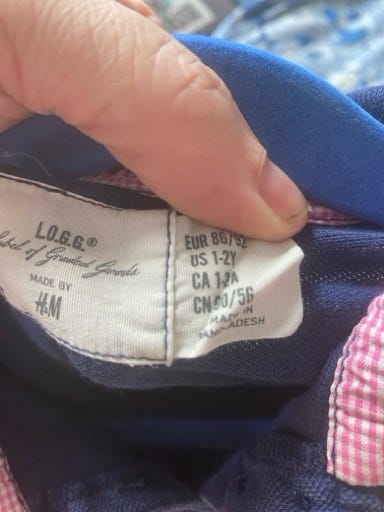 L.O.G.G.®
Label of Graded Goods
MADE BY
H&M
EUR 86/92
US 1-2Y
CA 1-2A
CN 90/56
MADE IN
BANGLADESH